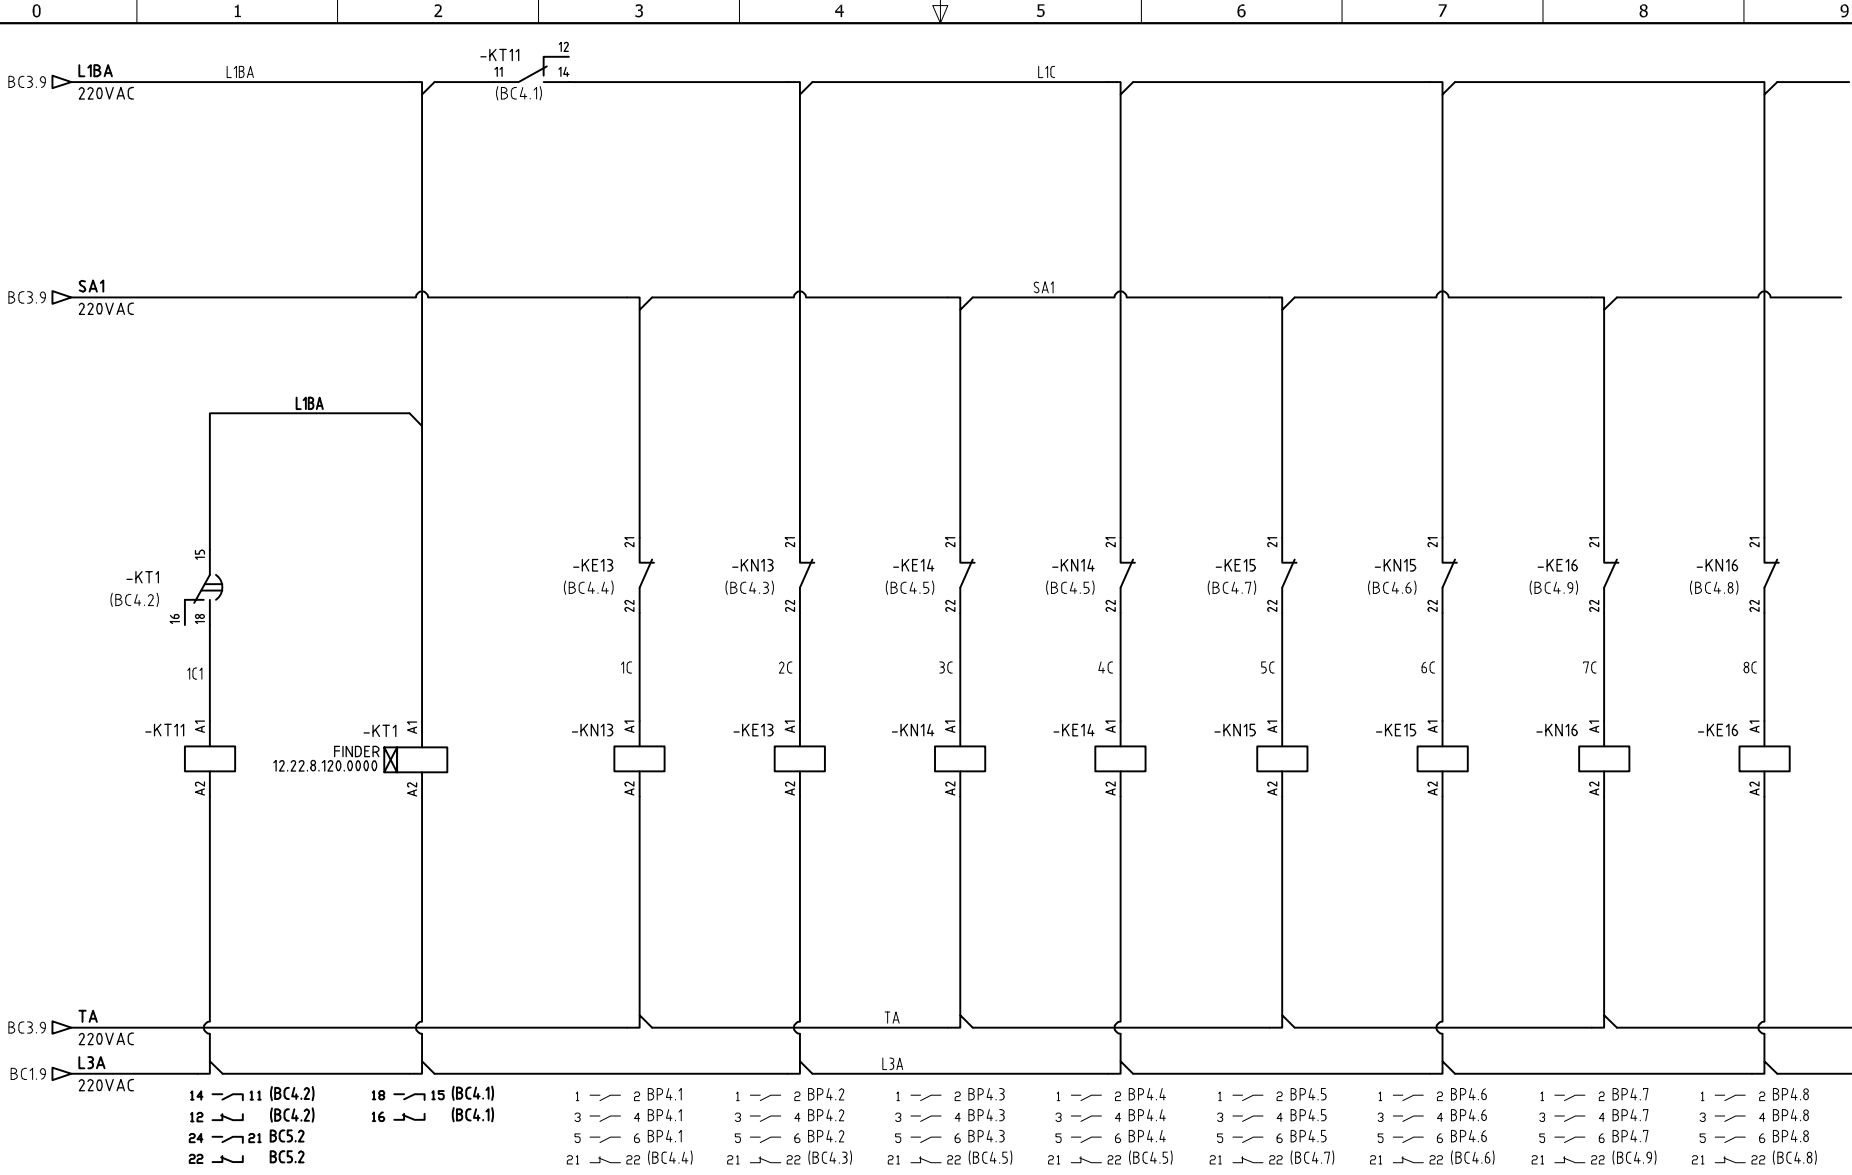 0 1 2 3 4 5 6 7 8 9
-KT11 12
BC3.9 L1BA L1BA 11 14 L1C
220VAC (BC4.1)
BC3.9 SA1 SA1
220VAC
L1BA
15 21 21 21 21 21 21 21 21
-KT1 -KE13 -KN13 -KE14 -KN14 -KE15 -KN15 -KE16 -KN16
(BC4.2) (BC4.4) (BC4.3) (BC4.5) (BC4.5) (BC4.7) (BC4.6) (BC4.9) (BC4.8)
16 18 22 22 22 22 22 22 22 22
1C1 1C 2C 3C 4C 5C 6C 7C 8C
-KT11 A1 -KT1 A1 -KN13 A1 -KE13 A1 -KN14 A1 -KE14 A1 -KN15 A1 -KE15 A1 -KN16 A1 -KE16 A1
FINDER
12.22.8.120.0000
A2 A2 A2 A2 A2 A2 A2 A2 A2 A2
BC3.9 TA TA
220VAC
BC1.9 L3A L3A
220VAC
14 11 (BC4.2) 18 15 (BC4.1) 1 2 BP4.1 1 2 BP4.2 1 2 BP4.3 1 2 BP4.4 1 2 BP4.5 1 2 BP4.6 1 2 BP4.7 1 2 BP4.8
12 (BC4.2) 16 (BC4.1) 3 4 BP4.1 3 4 BP4.2 3 4 BP4.3 3 4 BP4.4 3 4 BP4.5 3 4 BP4.6 3 4 BP4.7 3 4 BP4.8
24 21 BC5.2 5 6 BP4.1 5 6 BP4.2 5 6 BP4.3 5 6 BP4.4 5 6 BP4.5 5 6 BP4.6 5 6 BP4.7 5 6 BP4.8
22 BC5.2 21 22 (BC4.4) 21 22 (BC4.3) 21 22 (BC4.5) 21 22 (BC4.5) 21 22 (BC4.7) 21 22 (BC4.6) 21 22 (BC4.9) 21 22 (BC4.8)